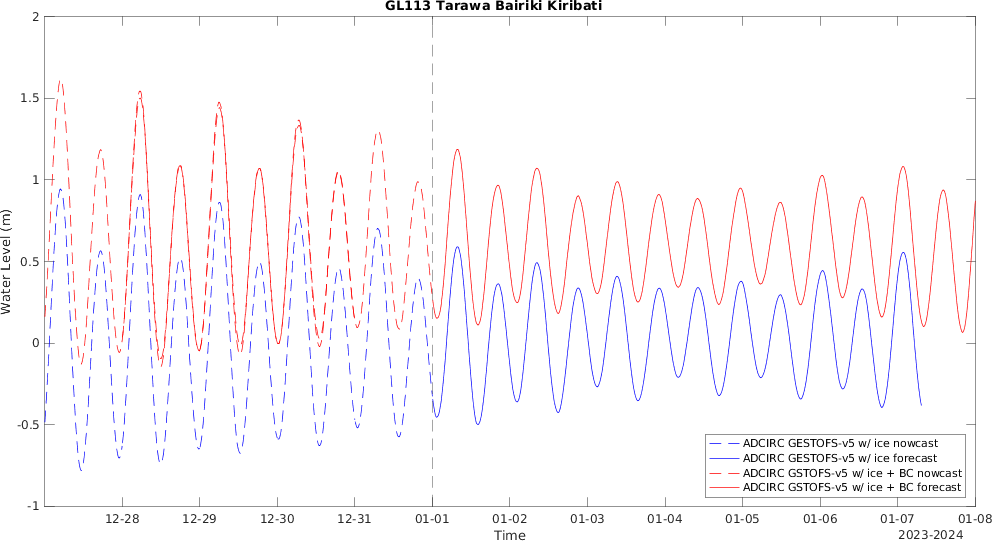 GL113 Tarawa Bairiki Kiribati
2
1.5
1
0.5
0
-0.5
-1
Water Level (m)
12-28 12-29 12-30 12-31 01-01 01-02 01-03 01-04 01-05 01-06 01-07 01-08
Time
2023-2024
ADCIRC GESTOFS-v5 w/ ice nowcast
ADCIRC GESTOFS-v5 w/ ice forecast
ADCIRC GSTOFS-v5 w/ ice + BC nowcast
ADCIRC GSTOFS-v5 w/ ice + BC forecast